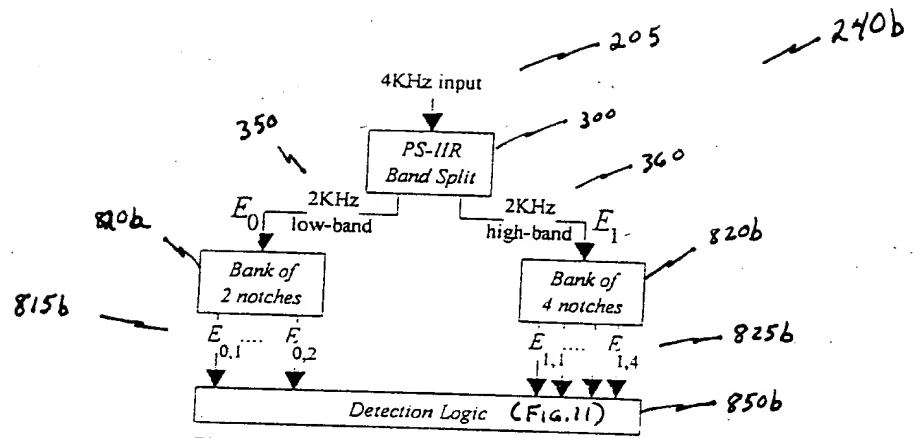 205
240b
4KHz input
350
300
PS-IIR
Band Split
360
E0
2KHz
low-band
2KHz
high-band
E1
820a
820b
Bank of
2 notches
Bank of
4 notches
815b
E0,1 .... E0,2
E1,1 .... E1,4
825b
Detection Logic (FIG.11)
850b